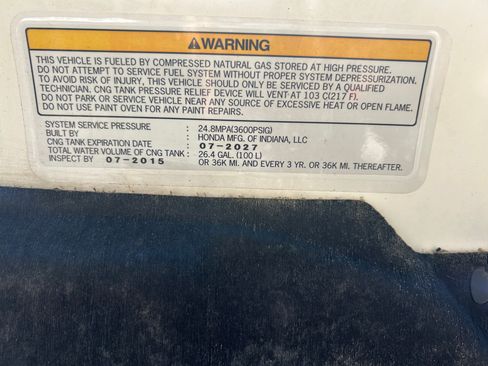 ⚠WARNING
THIS VEHICLE IS FUELED BY COMPRESSED NATURAL GAS STORED AT HIGH PRESSURE.
DO NOT ATTEMPT TO SERVICE FUEL SYSTEM WITHOUT PROPER SYSTEM DEPRESSURIZATION.
TO AVOID RISK OF INJURY, THIS VEHICLE SHOULD ONLY BE SERVICED BY A QUALIFIED
TECHNICIAN. CNG TANK PRESSURE RELIEF DEVICE WILL VENT AT 103 C(217 F).
DO NOT PARK OR SERVICE VEHICLE NEAR ANY SOURCE OF EXCESSIVE HEAT OR OPEN FLAME.
DO NOT USE PAINT OVEN FOR ANY PAINT REPAIRS.
SYSTEM SERVICE PRESSURE : 24.8MPA(3600PSIG)
BUILT BY : HONDA MFG. OF INDIANA, LLC
CNG TANK EXPIRATION DATE : 07-2027
TOTAL WATER VOLUME OF CNG TANK : 26.4 GAL. (100 L)
INSPECT BY 07-2015 OR 36K MI. AND EVERY 3 YR. OR 36K MI. THEREAFTER.